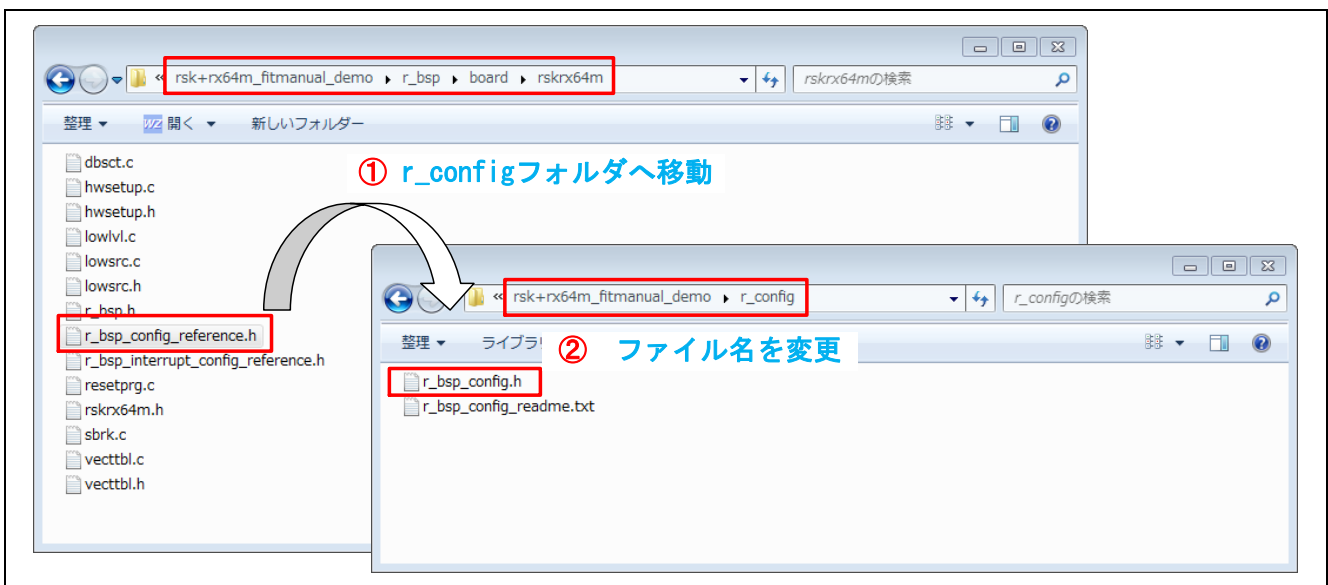 « rsk+rx64m_fitmanual_demo ▸ r_bsp ▸ board ▸ rskrx64m
rskrx64mの検索
整理 ▼ 開く ▼ 新しいフォルダー
dbsct.c
hwsetup.c
hwsetup.h
lowlvl.c
lowsrc.c
lowsrc.h
r_bsp.h
r_bsp_config_reference.h
r_bsp_interrupt_config_reference.h
resetprg.c
rskrx64m.h
sbrk.c
vecttbl.c
vecttbl.h
① r_configフォルダへ移動
« rsk+rx64m_fitmanual_demo ▸ r_config
r_configの検索
整理 ▼ ライブラ
② ファイル名を変更
r_bsp_config.h
r_bsp_config_readme.txt